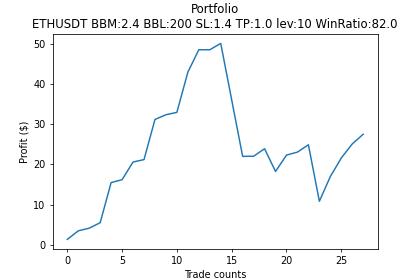 Portfolio
ETHUSDT BBM:2.4 BBL:200 SL:1.4 TP:1.0 lev:10 WinRatio:82.0
50
40
30
20
10
0
Profit ($)
0 5 10 15 20 25
Trade counts